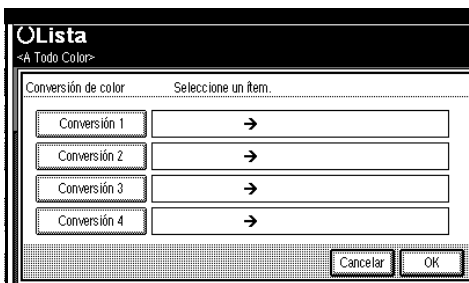 Lista
<A Todo Color>
Conversión de color Seleccione un ítem.
Conversión 1 →
Conversión 2 →
Conversión 3 →
Conversión 4 →
Cancelar OK